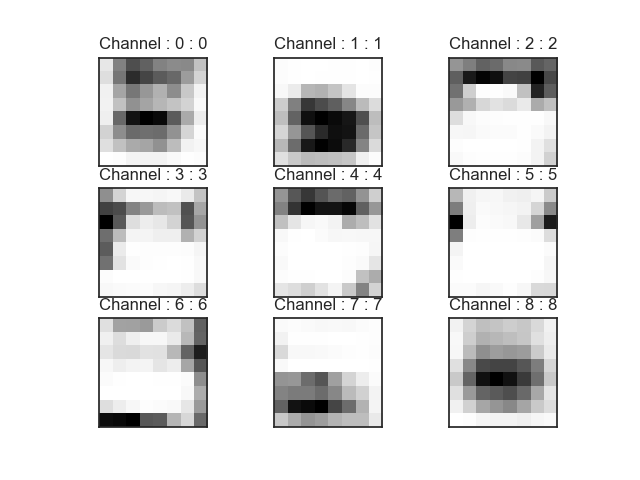 Channel : 0 : 0
Channel : 1 : 1
Channel : 2 : 2
Channel : 3 : 3
Channel : 4 : 4
Channel : 5 : 5
Channel : 6 : 6
Channel : 7 : 7
Channel : 8 : 8